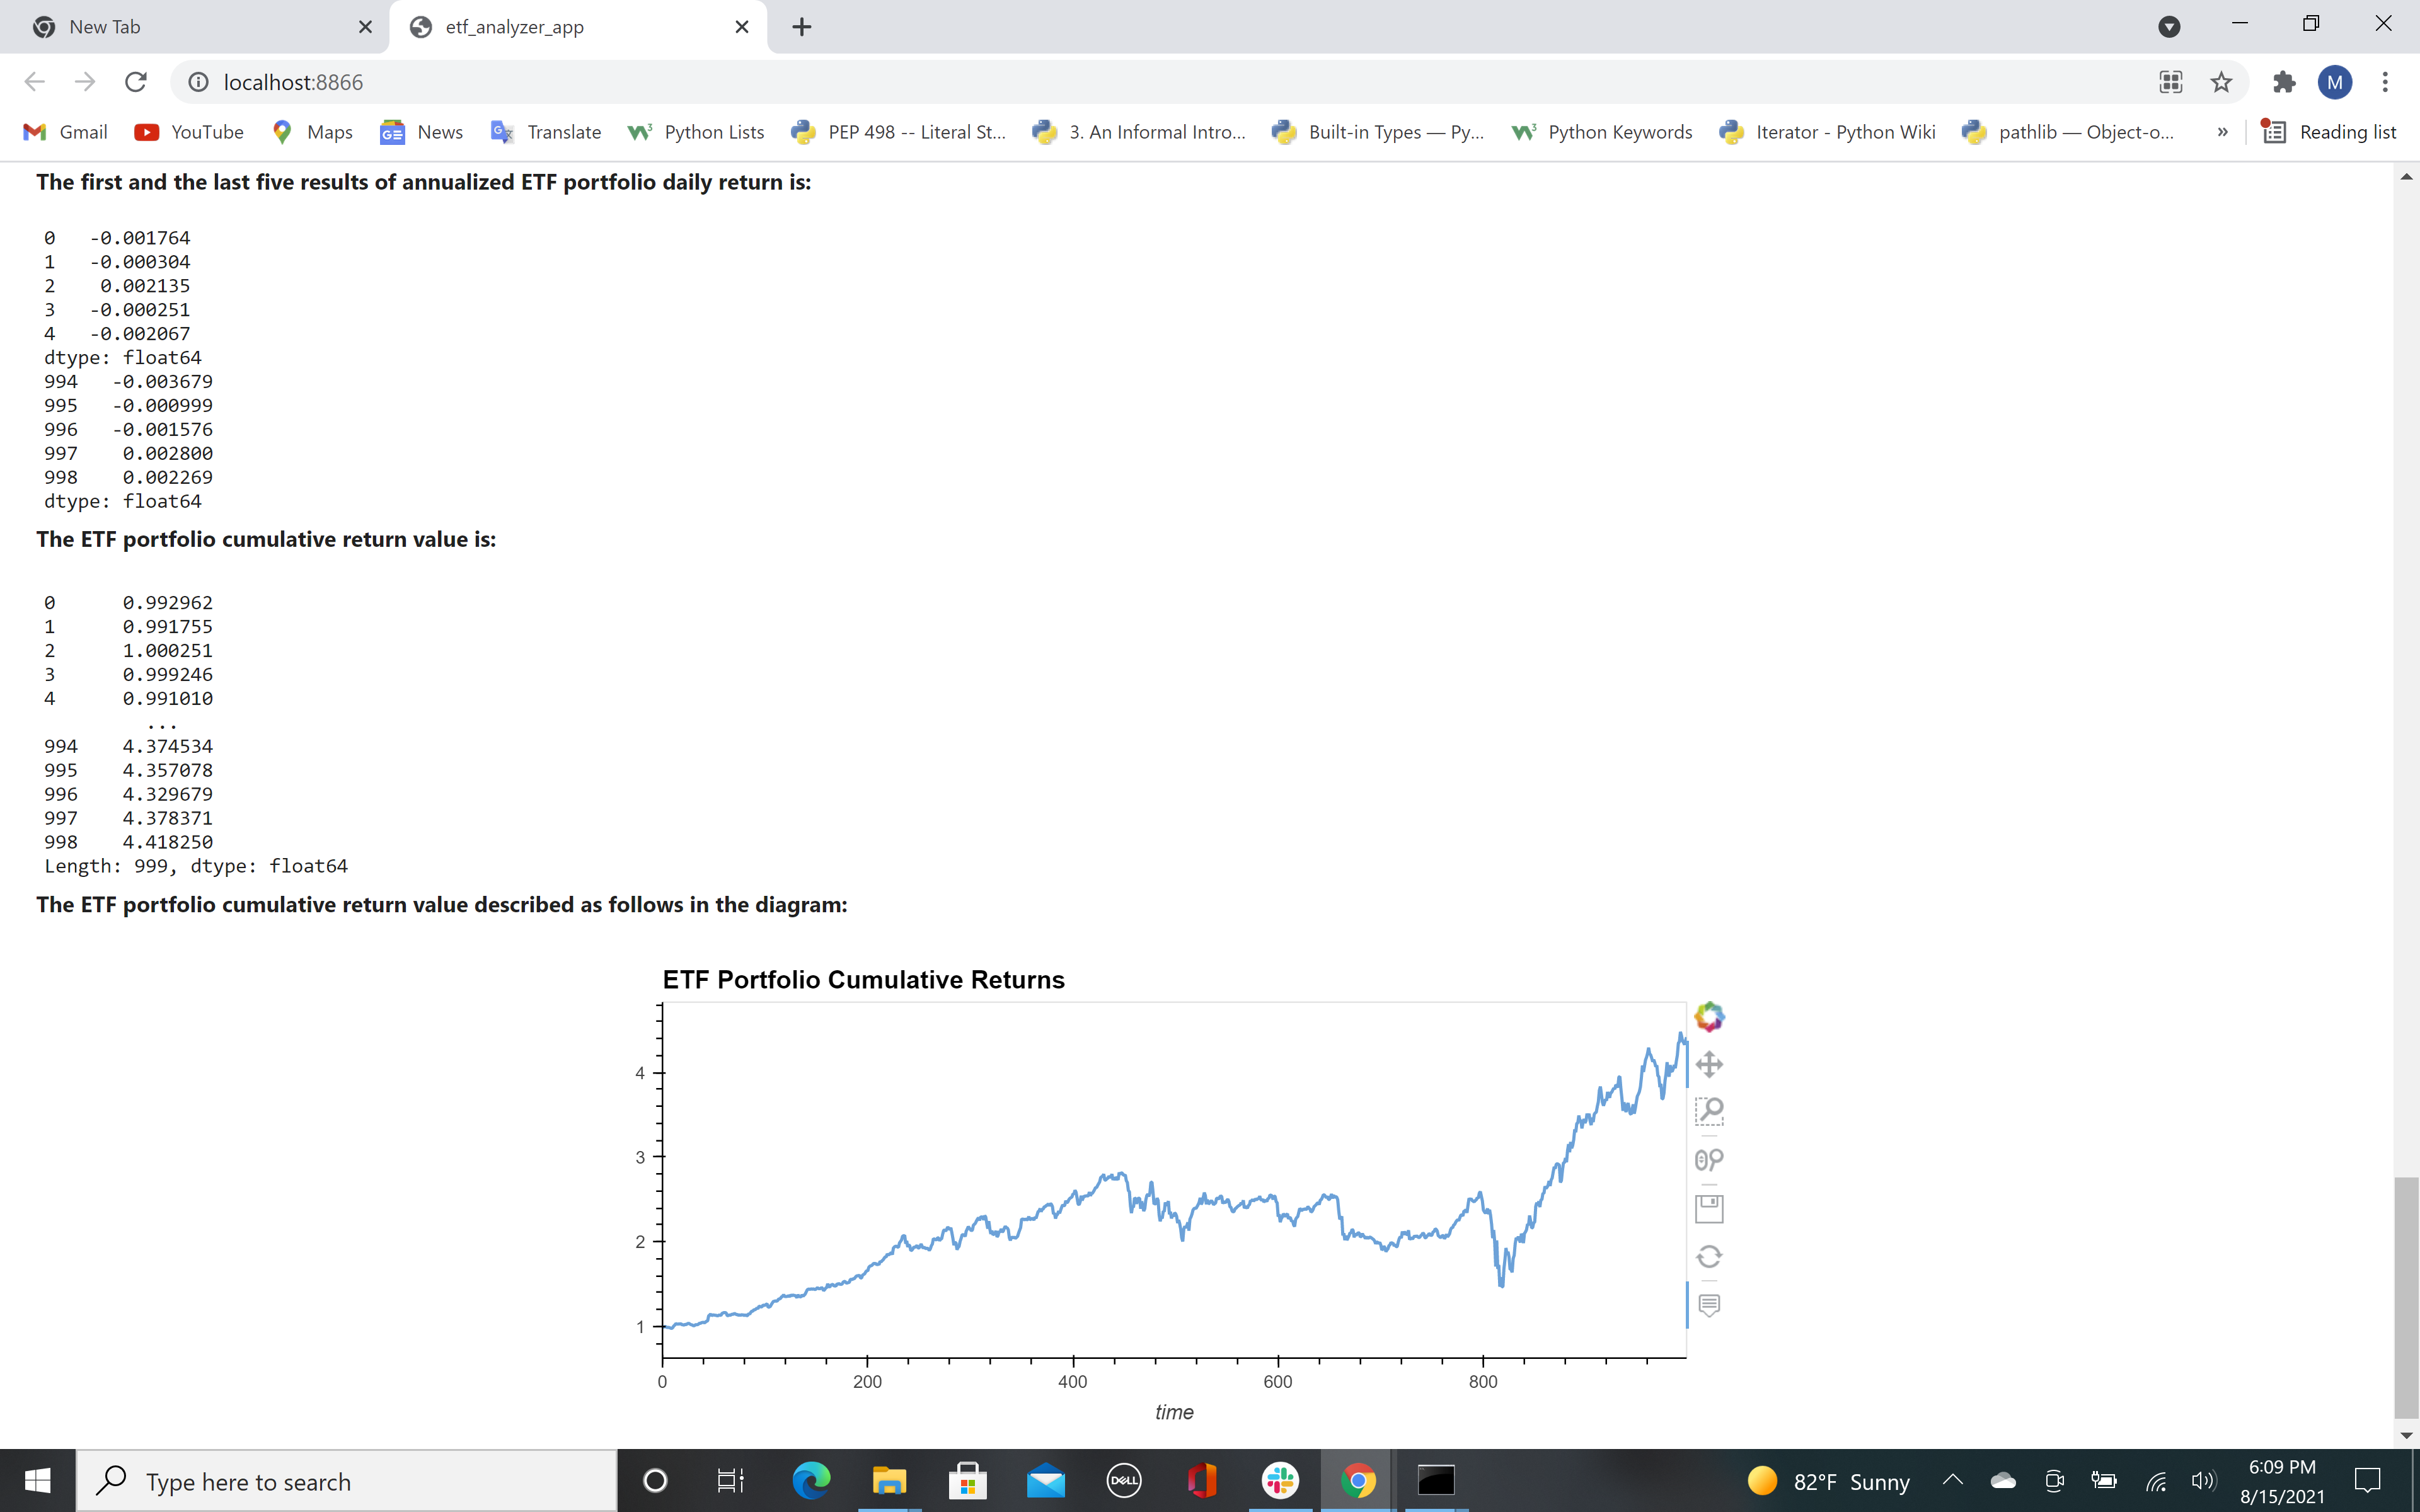 New Tab
etf_analyzer_app
localhost:8866
M
Gmail YouTube Maps News Translate Python Lists PEP 498 -- Literal St... 3. An Informal Intro... Built-in Types — Py... Python Keywords Iterator - Python Wiki pathlib — Object-o... » Reading list
The first and the last five results of annualized ETF portfolio daily return is:
0 -0.001764
1 -0.000304
2 0.002135
3 -0.000251
4 -0.002067
dtype: float64
994 -0.003679
995 -0.000999
996 -0.001576
997 0.002800
998 0.002269
dtype: float64
The ETF portfolio cumulative return value is:
0 0.992962
1 0.991755
2 1.000251
3 0.999246
4 0.991010
...
994 4.374534
995 4.357078
996 4.329679
997 4.378371
998 4.418250
Length: 999, dtype: float64
The ETF portfolio cumulative return value described as follows in the diagram:
ETF Portfolio Cumulative Returns
4
3
2
1
0 200 400 600 800
time
Type here to search
DELL
82°F Sunny
6:09 PM
8/15/2021